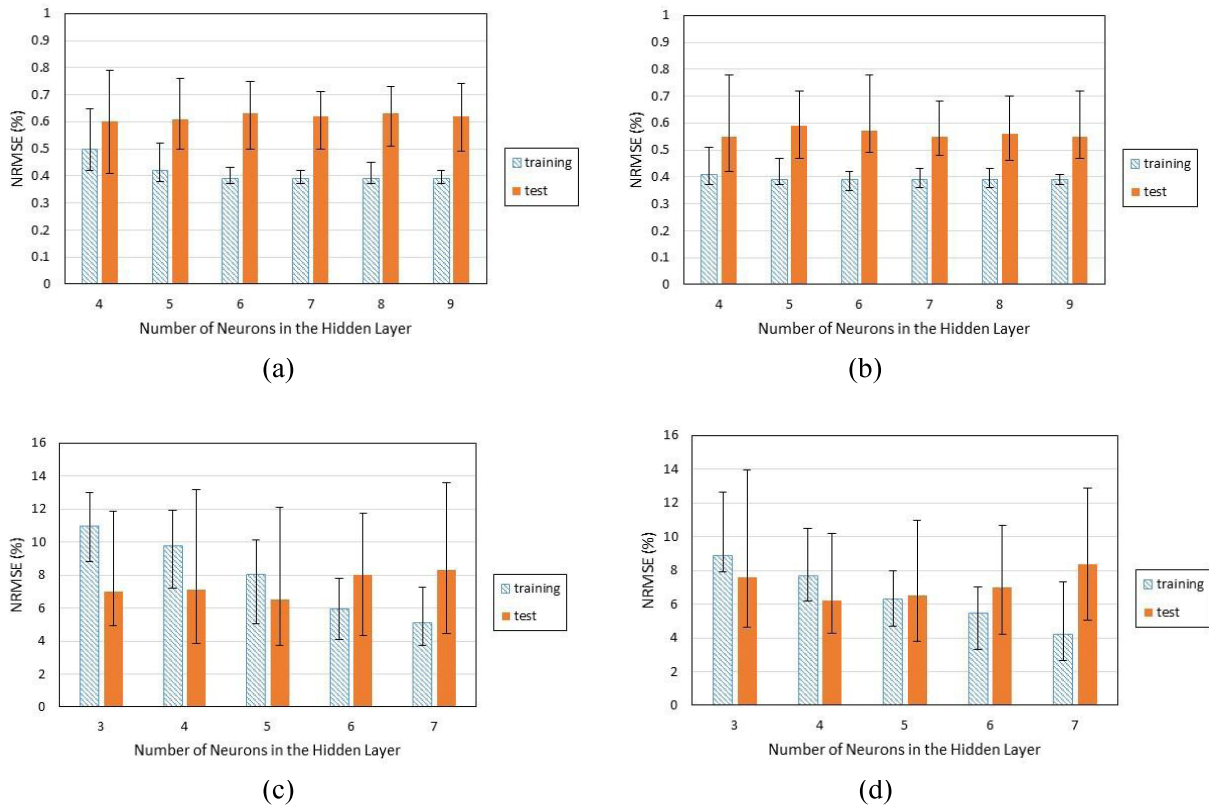 1
0.9
0.8
0.7
0.6
0.5
0.4
0.3
0.2
0.1
0
NRMSE (%)
4 5 6 7 8 9
Number of Neurons in the Hidden Layer
training
test
(a)
1
0.9
0.8
0.7
0.6
0.5
0.4
0.3
0.2
0.1
0
NRMSE (%)
4 5 6 7 8 9
Number of Neurons in the Hidden Layer
training
test
(b)
16
14
12
10
8
6
4
2
0
NRMSE (%)
3 4 5 6 7
Number of Neurons in the Hidden Layer
training
test
(c)
16
14
12
10
8
6
4
2
0
NRMSE (%)
3 4 5 6 7
Number of Neurons in the Hidden Layer
training
test
(d)